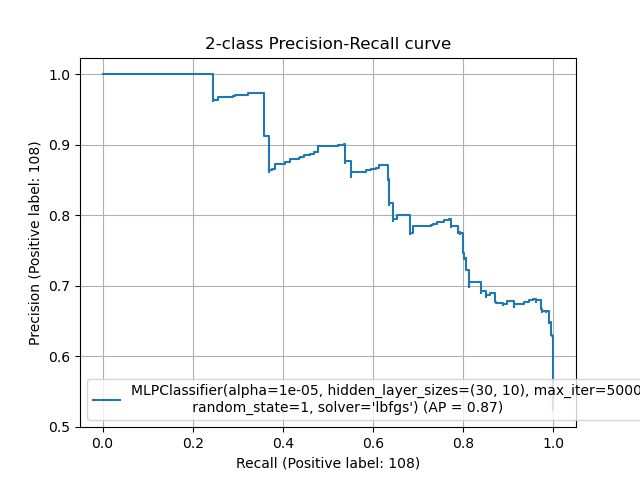 2-class Precision-Recall curve
1.0
0.9
0.8
0.7
0.6
0.5
Precision (Positive label: 108)
MLPClassifier(alpha=1e-05, hidden_layer_sizes=(30, 10), max_iter=5000
random_state=1, solver='lbfgs') (AP = 0.87)
0.0 0.2 0.4 0.6 0.8 1.0
Recall (Positive label: 108)